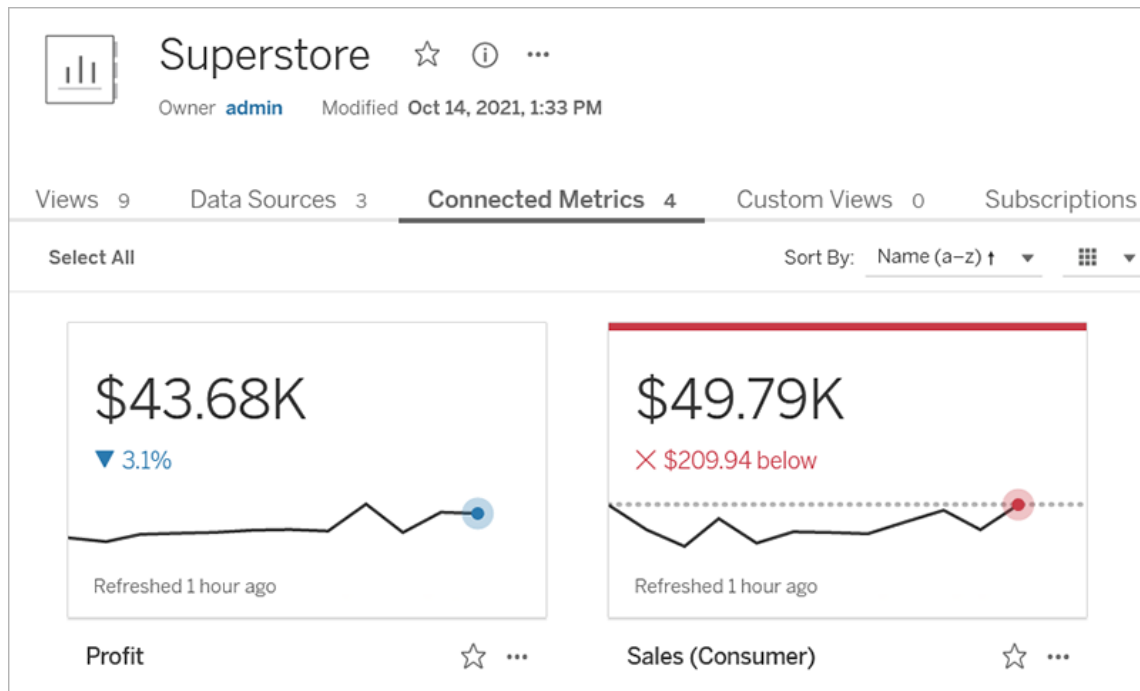 Superstore
Owner admin Modified Oct 14, 2021, 1:33 PM
Views 9 Data Sources 3 Connected Metrics 4 Custom Views 0 Subscriptions
Select All Sort By: Name (a–z) ↑
$43.68K
▼ 3.1%
Refreshed 1 hour ago
Profit
$49.79K
× $209.94 below
Refreshed 1 hour ago
Sales (Consumer)